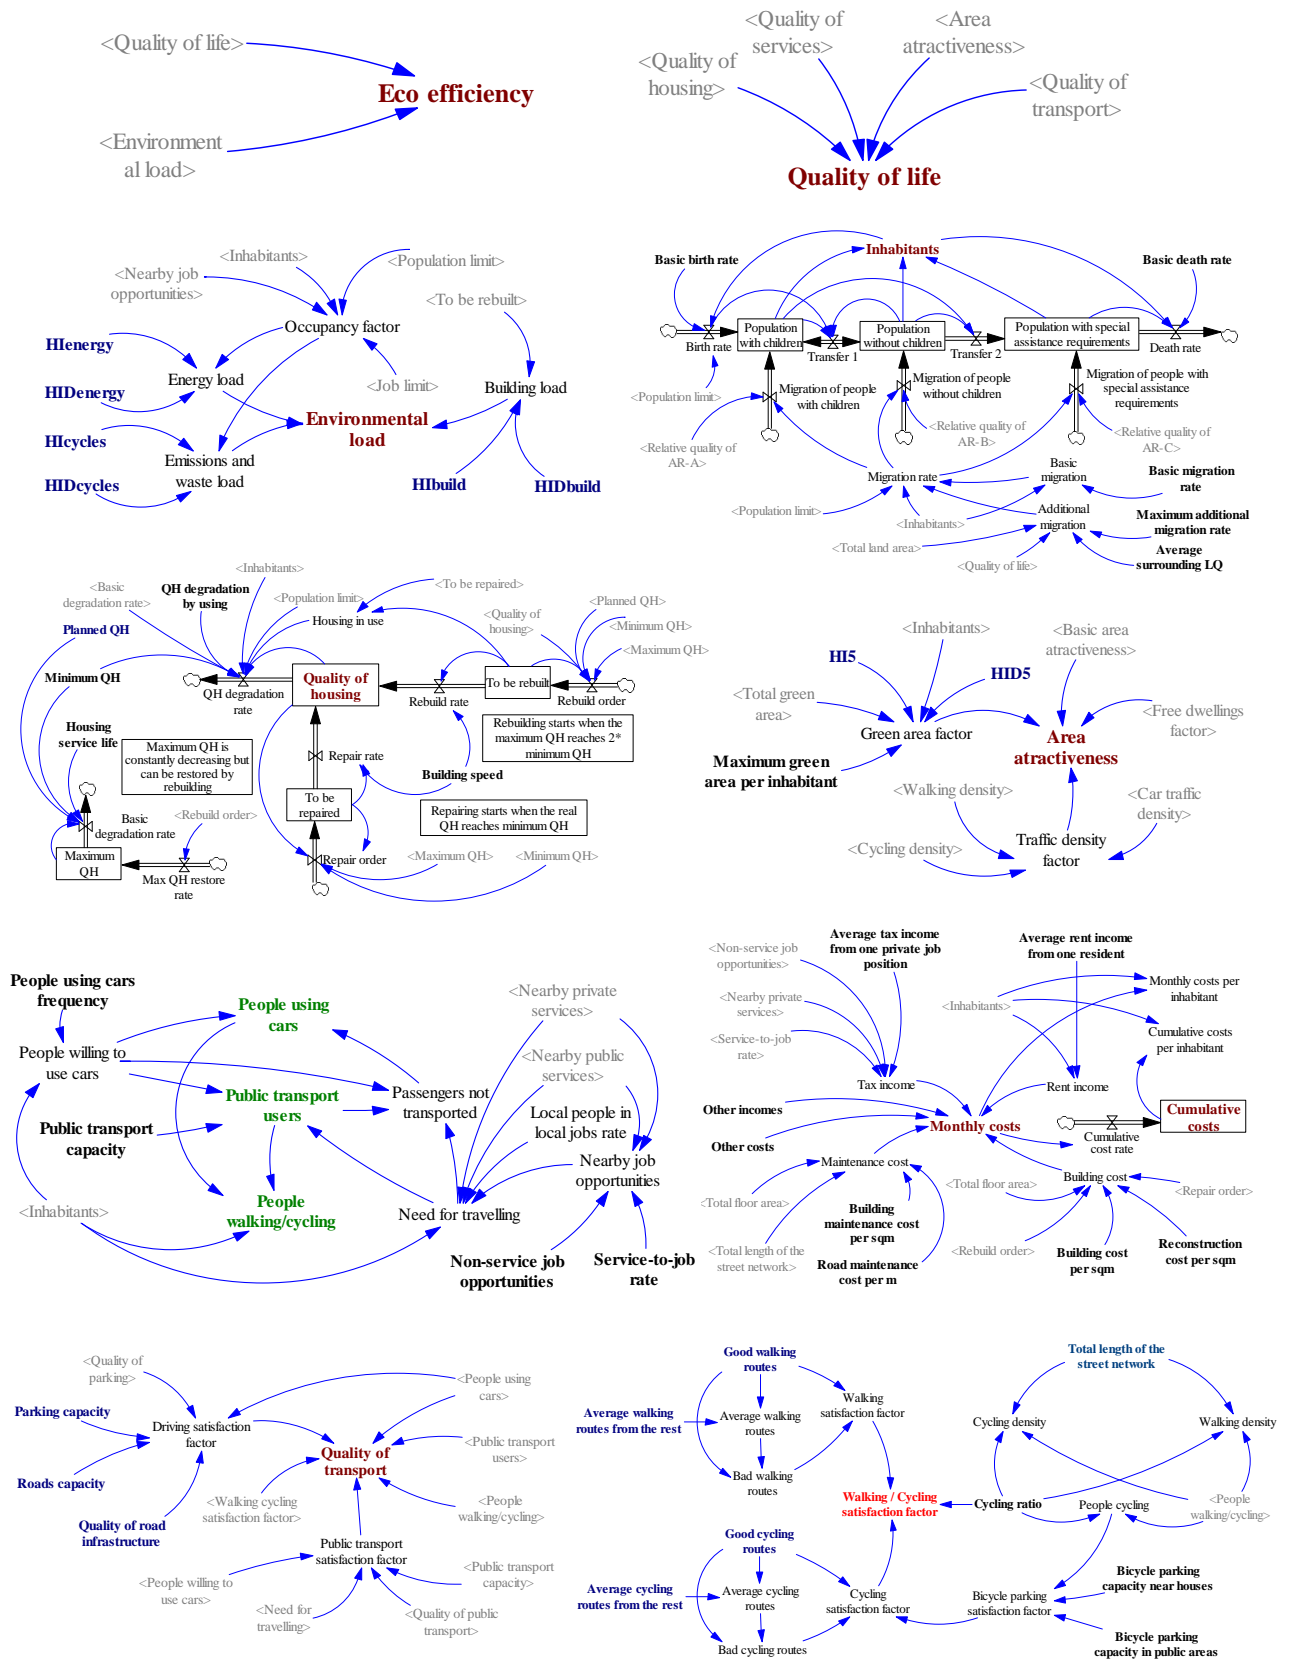 <Quality of life>
Eco efficiency
<Environment
al load>
<Quality of
services>
<Area
atractiveness>
<Quality of
housing>
<Quality of
transport>
Quality of life
<Inhabitants>
<Nearby job
opportunities>
<Population limit>
<To be rebuilt>
Occupancy factor
HIenergy
Energy load
HIDenergy
<Job limit>
Building load
Environmental
load
HIcycles
Emissions and
waste load
HIDcycles
HIbuild
HIDbuild
Inhabitants
Basic birth rate
Basic death rate
Population
with children
Population
without children
Population with special
assistance requirements
Birth rate
Transfer 1
Transfer 2
Death rate
<Population limit>
Migration of people
with children
Migration of people
without children
Migration of people with
special assistance
requirements
<Relative quality of
AR-A>
<Relative quality of
AR-B>
<Relative quality of
AR-C>
Migration rate
Basic
migration
Basic migration
rate
<Population limit>
<Inhabitants>
Additional
migration
Maximum additional
migration rate
<Total land area>
<Quality of life>
Average
surrounding LQ
<Basic
degradation rate>
QH degradation
by using
<Inhabitants>
<Population limit>
<To be repaired>
Housing in use
<Quality of
housing>
<Planned QH>
<Minimum QH>
<Maximum QH>
Planned QH
Minimum QH
QH degradation
rate
Quality of
housing
Rebuild rate
To be rebuilt
Rebuild order
Housing
service life
Maximum QH is
constantly decreasing but
can be restored by
rebuilding
Repair rate
Building speed
Rebuilding starts when the
maximum QH reaches 2*
minimum QH
To be
repaired
Repairing starts when the real
QH reaches minimum QH
Basic
degradation rate
<Rebuild order>
Maximum
QH
Max QH restore
rate
Repair order
<Maximum QH>
<Minimum QH>
<Inhabitants>
<Basic area
atractiveness>
HI5
HID5
<Total green
area>
Green area factor
<Free dwellings
factor>
Area
atractiveness
Maximum green
area per inhabitant
<Walking density>
<Car traffic
density>
<Cycling density>
Traffic density
factor
People using cars
frequency
People using
cars
<Nearby private
services>
People willing to
use cars
<Nearby public
services>
Public transport
users
Passengers not
transported
Local people in
local jobs rate
Public transport
capacity
Nearby job
opportunities
<Inhabitants>
People
walking/cycling
Need for travelling
Non-service job
opportunities
Service-to-job
rate
<Non-service job
opportunities>
Average tax income
from one private job
position
Average rent income
from one resident
<Nearby private
services>
<Inhabitants>
Monthly costs per
inhabitant
<Service-to-job
rate>
Cumulative costs
per inhabitant
Tax income
Rent income
Other incomes
Monthly costs
Cumulative
costs
Cumulative
cost rate
Other costs
Maintenance cost
<Total floor area>
<Total floor area>
Building cost
<Repair order>
Building
maintenance cost
per sqm
<Total length of the
street network>
Road maintenance
cost per m
<Rebuild order>
Building cost
per sqm
Reconstruction
cost per sqm
<Quality of
parking>
<People using
cars>
Parking capacity
Driving satisfaction
factor
Quality of
transport
<Public transport
users>
Roads capacity
<Walking cycling
satisfaction factor>
<People
walking/cycling>
Quality of road
infrastructure
Public transport
satisfaction factor
<People willing to
use cars>
<Public transport
capacity>
<Need for
travelling>
<Quality of public
transport>
Good walking
routes
Total length of the
street network
Average walking
routes from the rest
Average walking
routes
Walking
satisfaction factor
Cycling density
Walking density
Bad walking
routes
Walking / Cycling
satisfaction factor
Cycling ratio
People cycling
<People
walking/cycling>
Good cycling
routes
Average cycling
routes from the rest
Average cycling
routes
Cycling
satisfaction factor
Bicycle parking
satisfaction factor
Bicycle parking
capacity near houses
Bad cycling routes
Bicycle parking
capacity in public areas